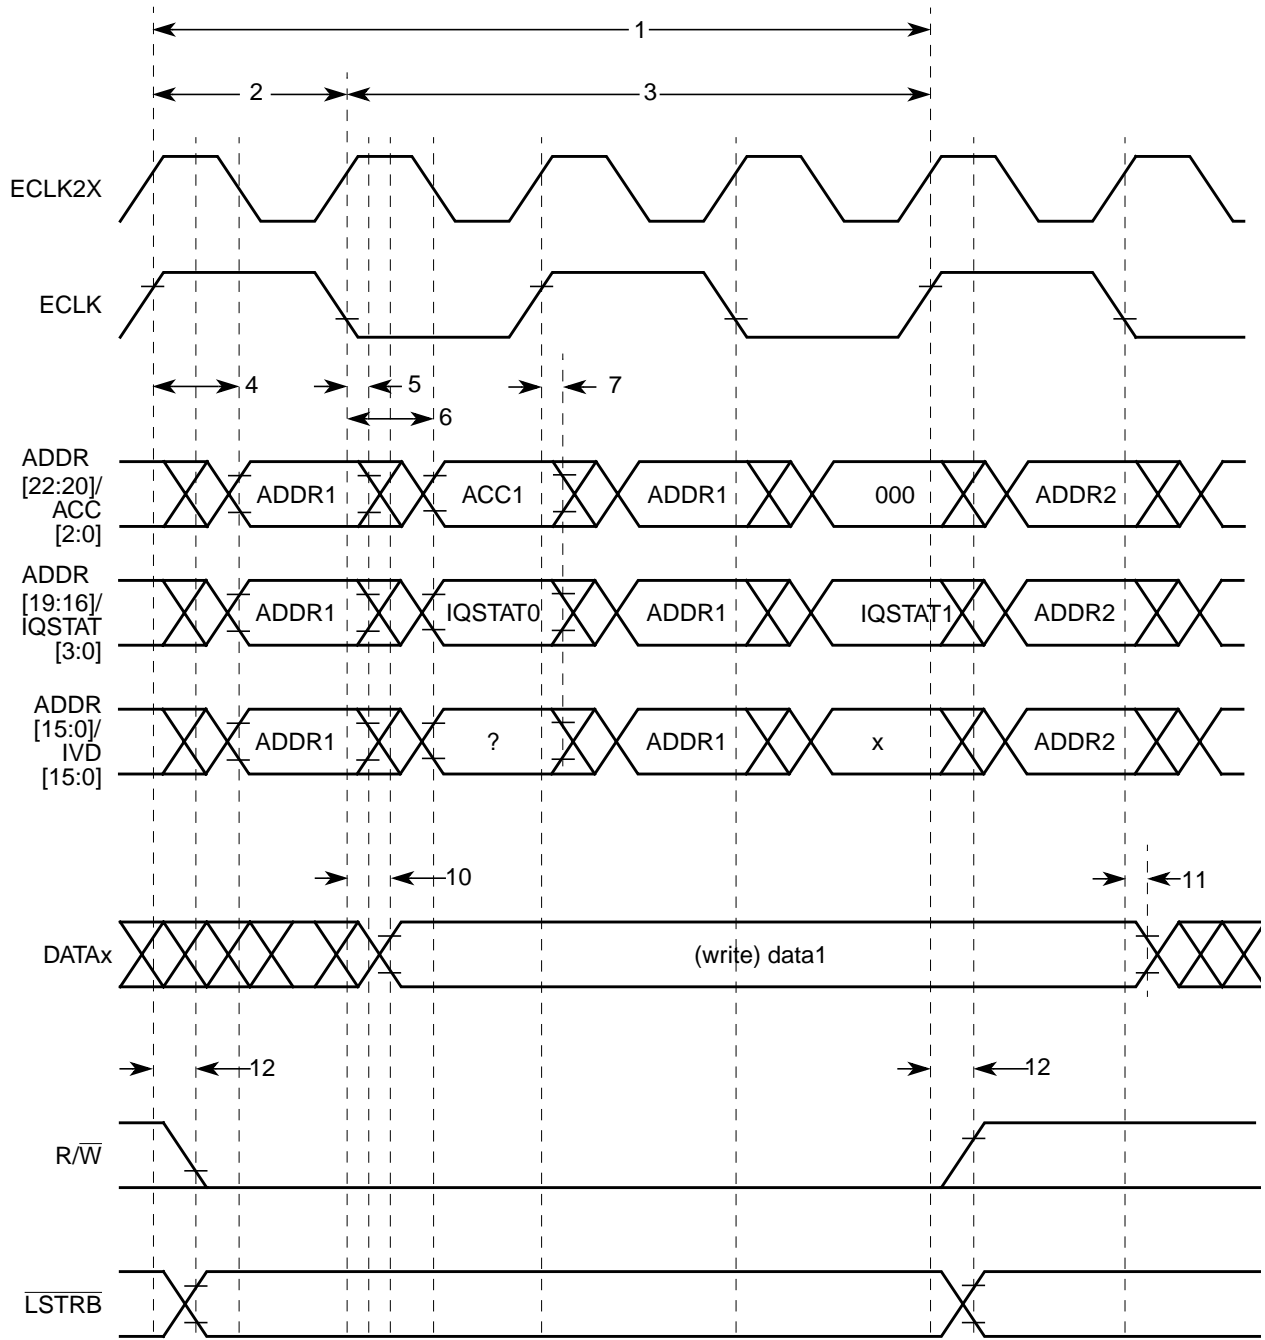 1
2 3
ECLK2X
ECLK
4 5 7
6
ADDR
[22:20]/
ACC
[2:0]
ADDR1 ACC1 ADDR1 000 ADDR2
ADDR
[19:16]/
IQSTAT
[3:0]
ADDR1 IQSTAT0 ADDR1 IQSTAT1 ADDR2
ADDR
[15:0]/
IVD
[15:0]
ADDR1 ? ADDR1 x ADDR2
10 11
DATAx
(write) data1
12 12
R/W̅
L̅S̅T̅R̅B̅